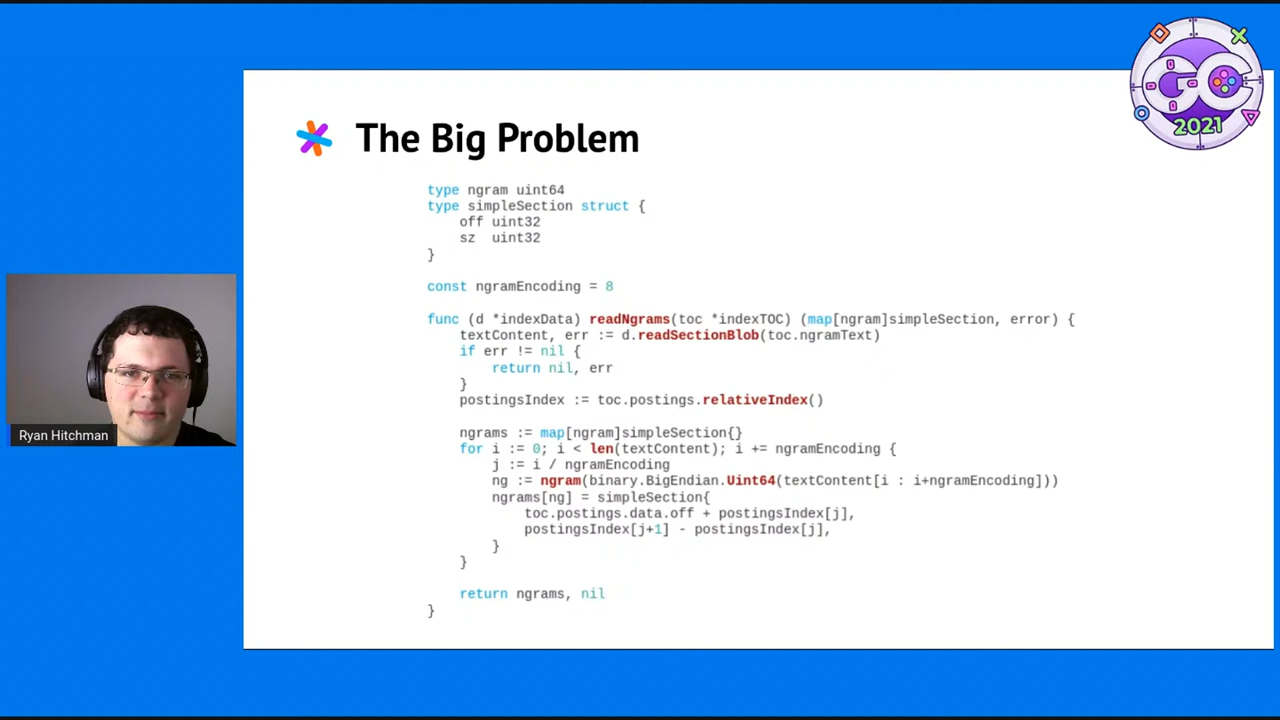 GC
2021
The Big Problem
type ngram uint64
type simpleSection struct {
    off uint32
    sz  uint32
}
const ngramEncoding = 8
func (d *indexData) readNgrams(toc *indexTOC) (map[ngram]simpleSection, error) {
    textContent, err := d.readSectionBlob(toc.ngramText)
    if err != nil {
        return nil, err
    }
    postingsIndex := toc.postings.relativeIndex()
    ngrams := map[ngram]simpleSection{}
    for i := 0; i < len(textContent); i += ngramEncoding {
        j := i / ngramEncoding
        ng := ngram(binary.BigEndian.Uint64(textContent[i : i+ngramEncoding]))
        ngrams[ng] = simpleSection{
            toc.postings.data.off + postingsIndex[j],
            postingsIndex[j+1] - postingsIndex[j],
        }
    }
    return ngrams, nil
}
Ryan Hitchman